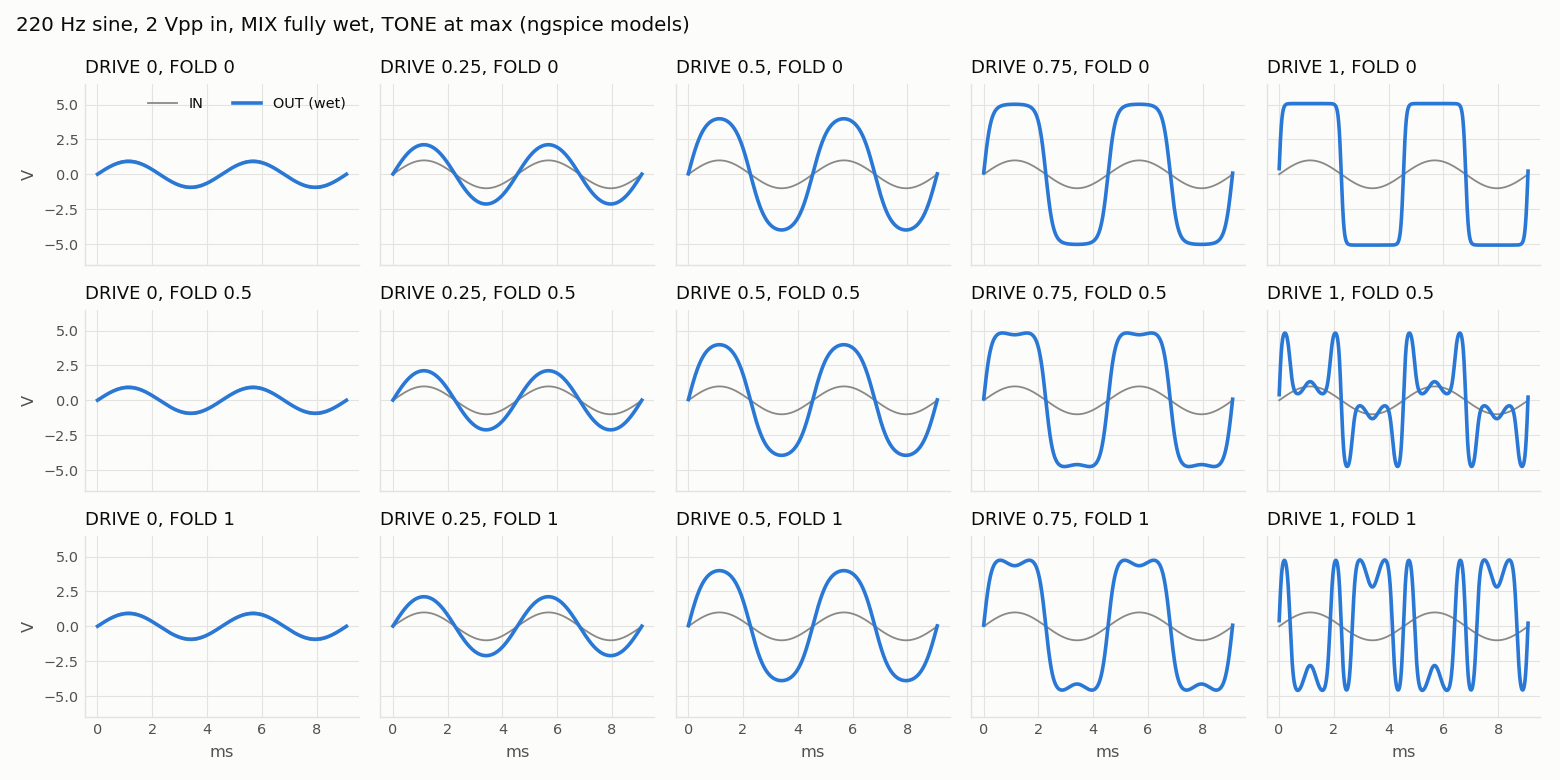 220 Hz sine, 2 Vpp in, MIX fully wet, TONE at max (ngspice models)
DRIVE 0, FOLD 0
DRIVE 0.25, FOLD 0
DRIVE 0.5, FOLD 0
DRIVE 0.75, FOLD 0
DRIVE 1, FOLD 0
IN
OUT (wet)
5.0
2.5
0.0
−2.5
−5.0
V
DRIVE 0, FOLD 0.5
DRIVE 0.25, FOLD 0.5
DRIVE 0.5, FOLD 0.5
DRIVE 0.75, FOLD 0.5
DRIVE 1, FOLD 0.5
5.0
2.5
0.0
−2.5
−5.0
V
DRIVE 0, FOLD 1
DRIVE 0.25, FOLD 1
DRIVE 0.5, FOLD 1
DRIVE 0.75, FOLD 1
DRIVE 1, FOLD 1
5.0
2.5
0.0
−2.5
−5.0
V
0 2 4 6 8
0 2 4 6 8
0 2 4 6 8
0 2 4 6 8
0 2 4 6 8
ms
ms
ms
ms
ms